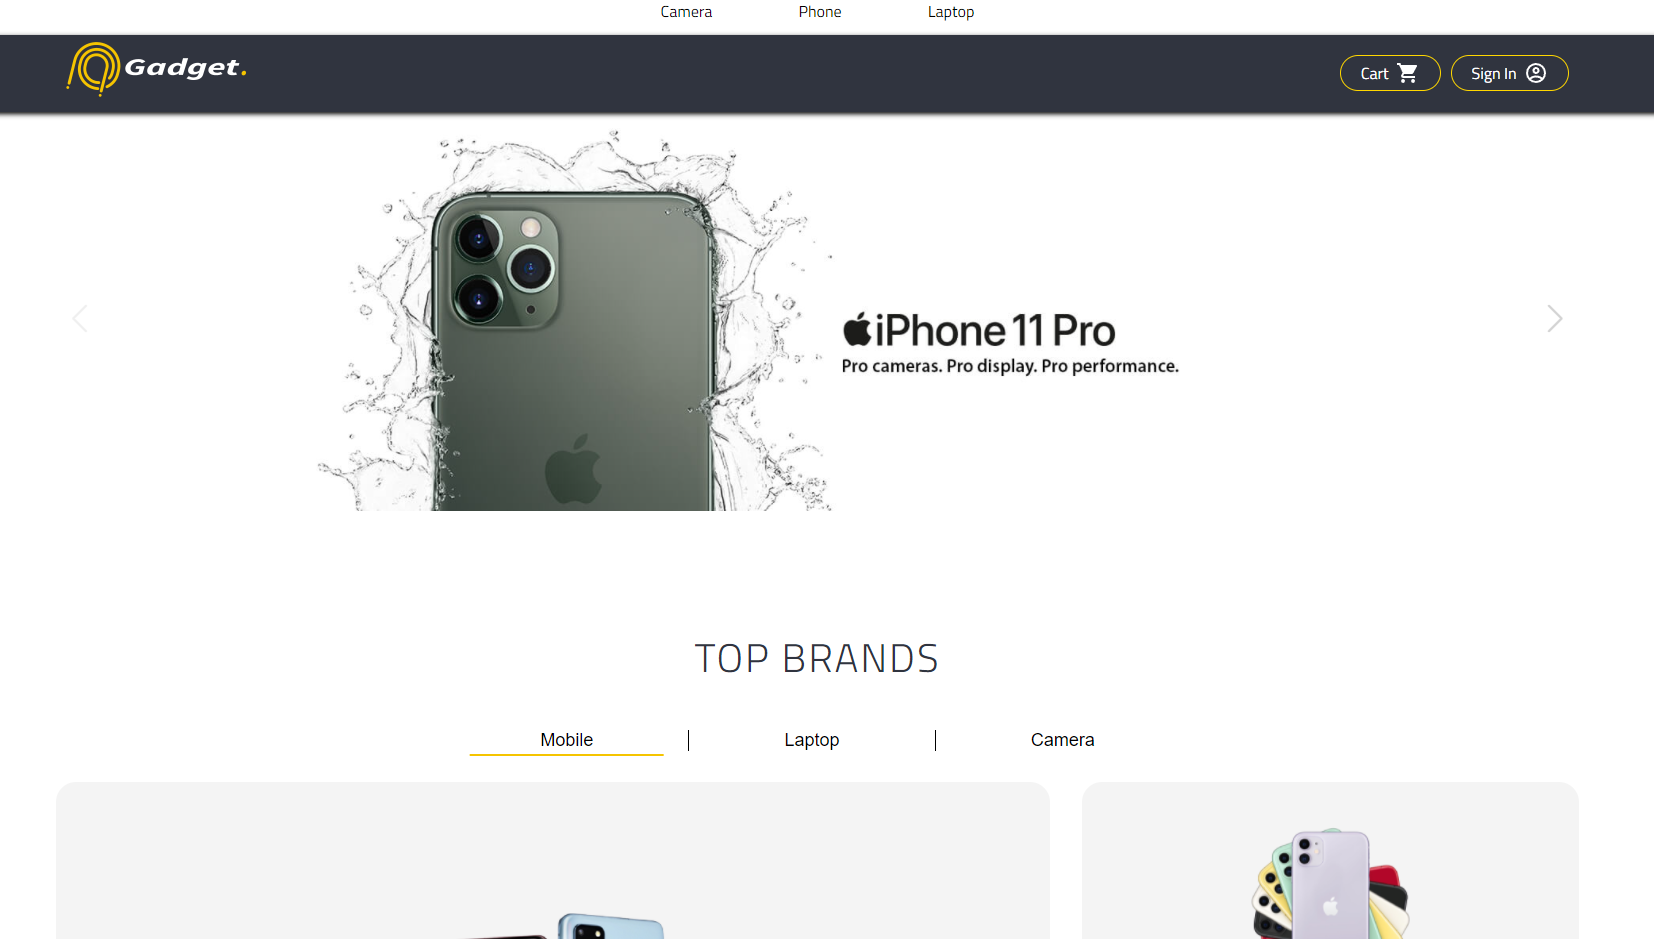 Camera Phone Laptop
Gadget. Cart Sign In
iPhone 11 Pro
Pro cameras. Pro display. Pro performance.
TOP BRANDS
Mobile Laptop Camera